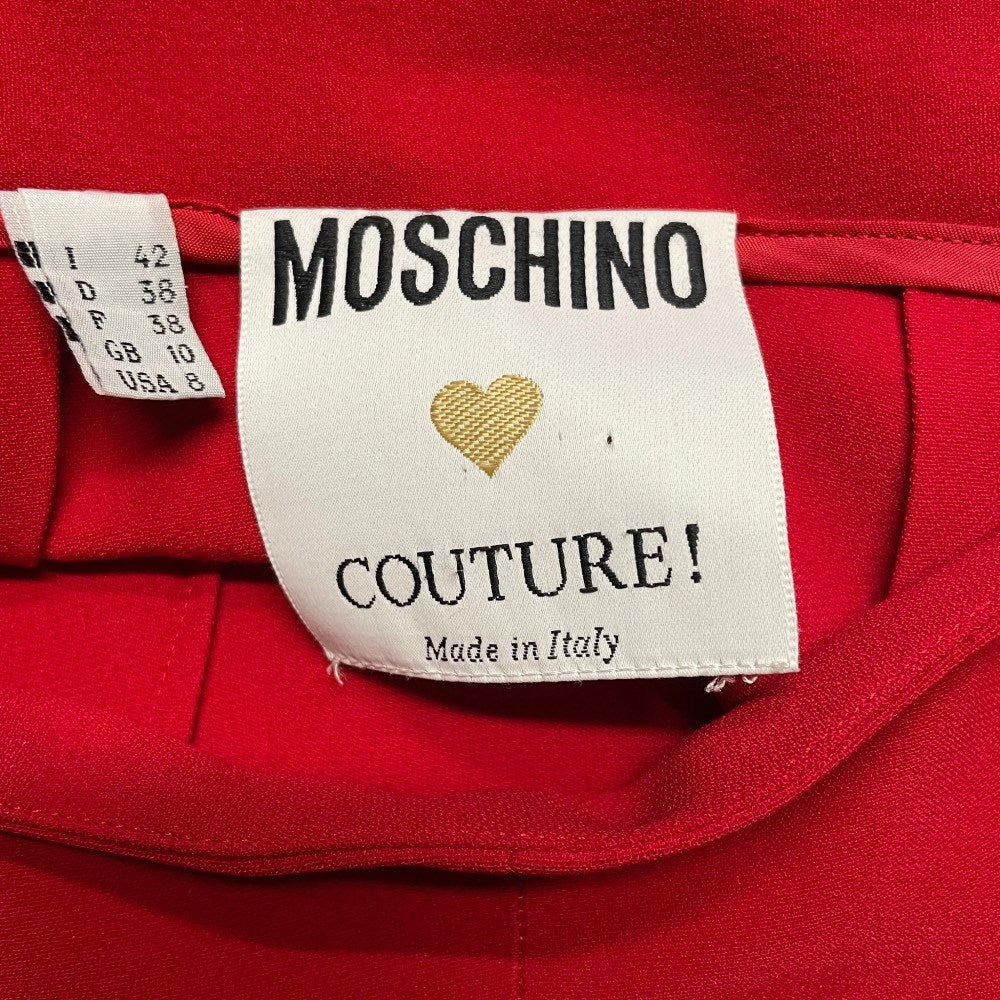 I 42
D 38
F 38
GB 10
USA 8
MOSCHINO
COUTURE!
Made in Italy